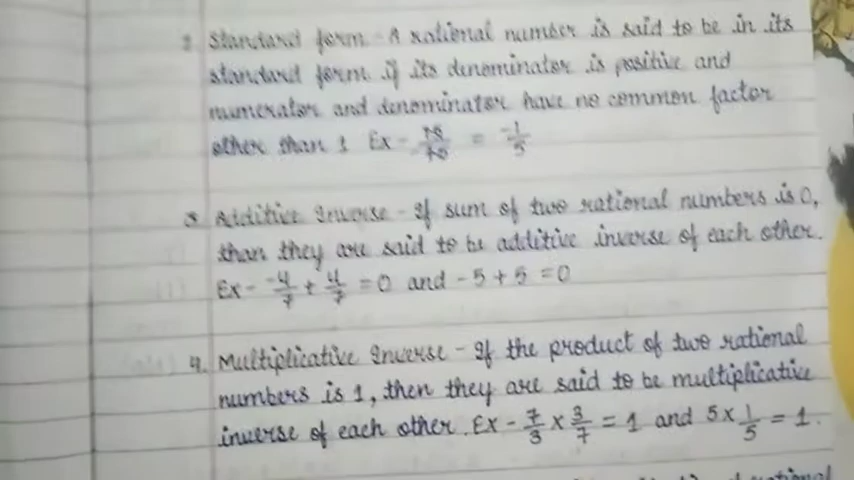 Standard form - A rational number is said to be in its
standard form if its denominator is positive and
numerator and denominator have no common factor
other than 1 Ex - = -1/5
3. Additive Inverse - If sum of two rational numbers is 0,
than they are said to be additive inverse of each other.
Ex - -4/7 + 4/7 = 0 and -5 + 5 = 0
4. Multiplicative Inverse - If the product of two rational
numbers is 1, then they are said to be multiplicative
inverse of each other. Ex - 7/3 × 3/7 = 1 and 5 × 1/5 = 1.
rational